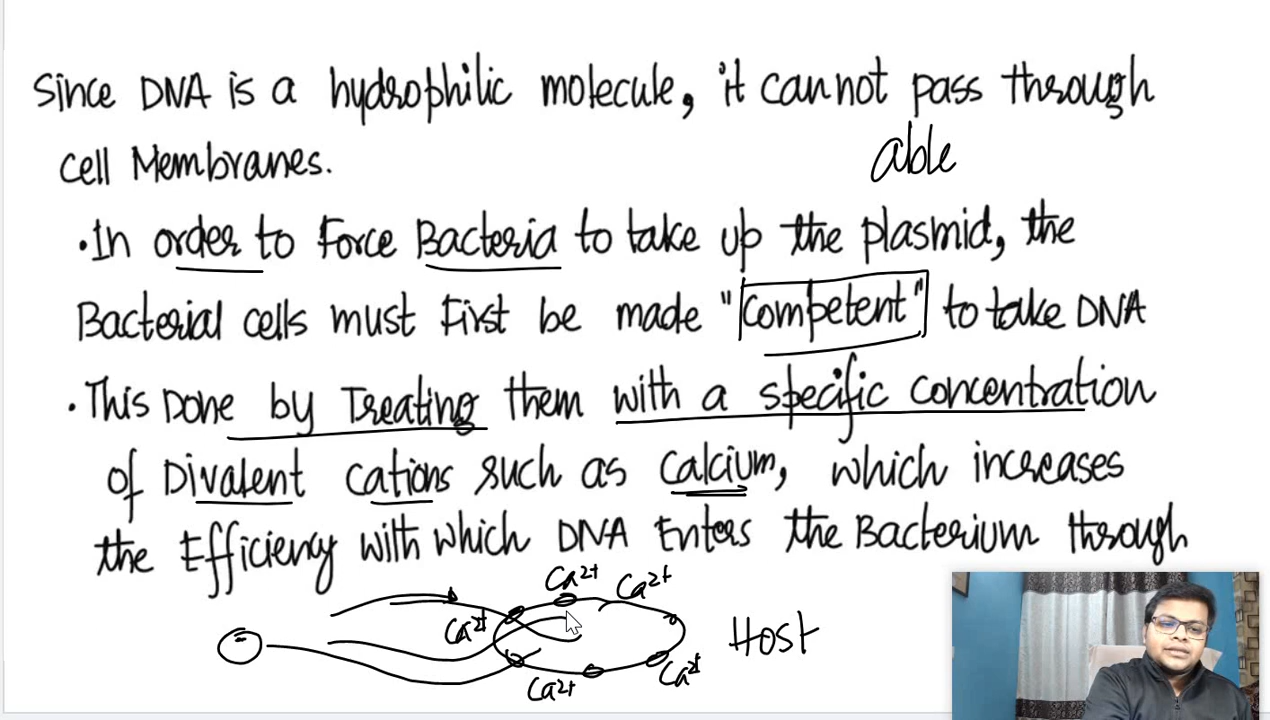 Since DNA is a hydrophilic molecule, it cannot pass through
able
cell Membranes.
• In order to Force Bacteria to take up the plasmid, the
Bacterial cells must First be made "competent" to take DNA
• This Done by Treating them with a specific concentration
of Divalent cations such as calcium, which increases
the Efficiency with which DNA Enters the Bacterium through
Ca2+ Ca2+
Ca2+ Host
Ca2+ Ca2+